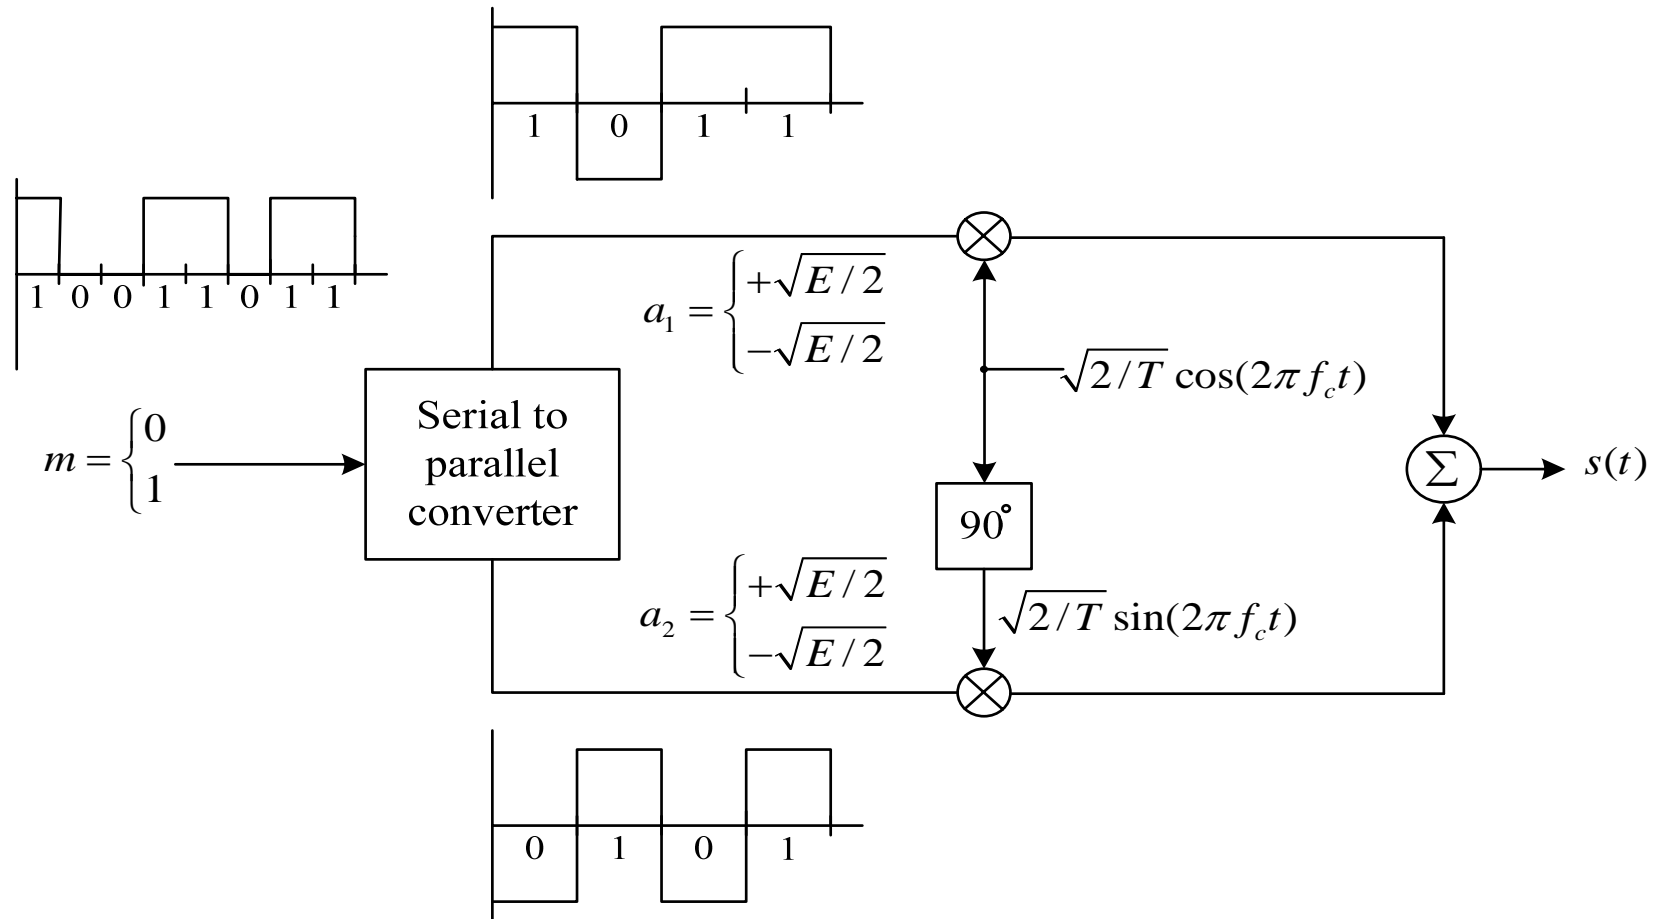 1 0 1 1
1 0 0 1 1 0 1 1
a₁ = { +√E/2
−√E/2
√2/T cos(2πf_c t)
Serial to
parallel
converter
m = { 0
1
Σ
s(t)
90°
a₂ = { +√E/2
−√E/2
√2/T sin(2πf_c t)
0 1 0 1